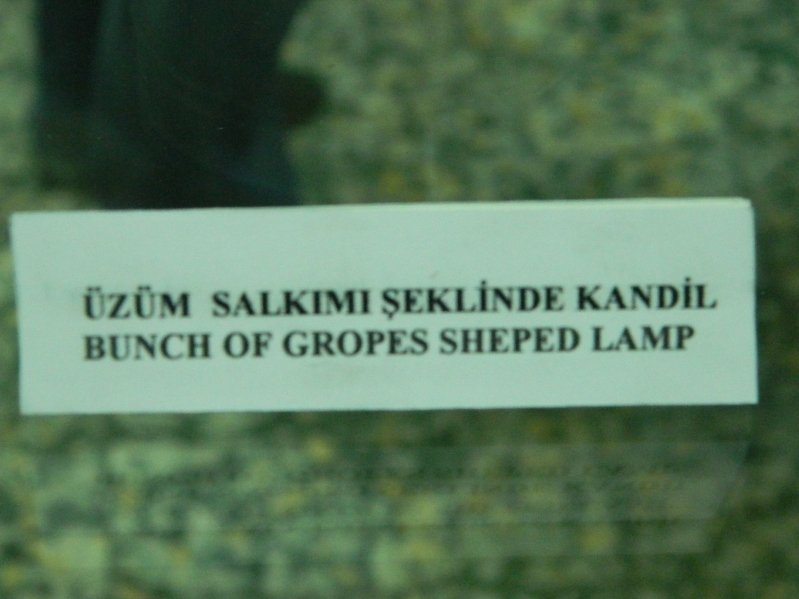 ÜZÜM SALKIMI ŞEKLİNDE KANDİL
BUNCH OF GROPES SHEPED LAMP